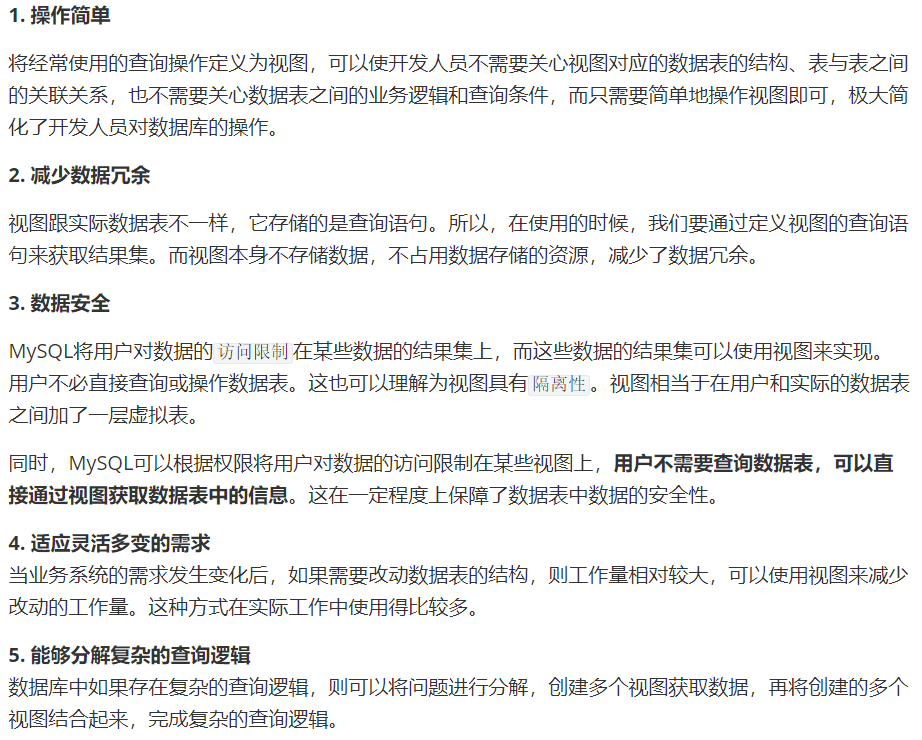 1. 操作简单
将经常使用的查询操作定义为视图，可以使开发人员不需要关心视图对应的数据表的结构、表与表之间
的关联关系，也不需要关心数据表之间的业务逻辑和查询条件，而只需要简单地操作视图即可，极大简
化了开发人员对数据库的操作。
2. 减少数据冗余
视图跟实际数据表不一样，它存储的是查询语句。所以，在使用的时候，我们要通过定义视图的查询语
句来获取结果集。而视图本身不存储数据，不占用数据存储的资源，减少了数据冗余。
3. 数据安全
MySQL将用户对数据的 访问限制 在某些数据的结果集上，而这些数据的结果集可以使用视图来实现。
用户不必直接查询或操作数据表。这也可以理解为视图具有 隔离性 。视图相当于在用户和实际的数据表
之间加了一层虚拟表。
同时，MySQL可以根据权限将用户对数据的访问限制在某些视图上，用户不需要查询数据表，可以直
接通过视图获取数据表中的信息。这在一定程度上保障了数据表中数据的安全性。
4. 适应灵活多变的需求
当业务系统的需求发生变化后，如果需要改动数据表的结构，则工作量相对较大，可以使用视图来减少
改动的工作量。这种方式在实际工作中使用得比较多。
5. 能够分解复杂的查询逻辑
数据库中如果存在复杂的查询逻辑，则可以将问题进行分解，创建多个视图获取数据，再将创建的多个
视图结合起来，完成复杂的查询逻辑。